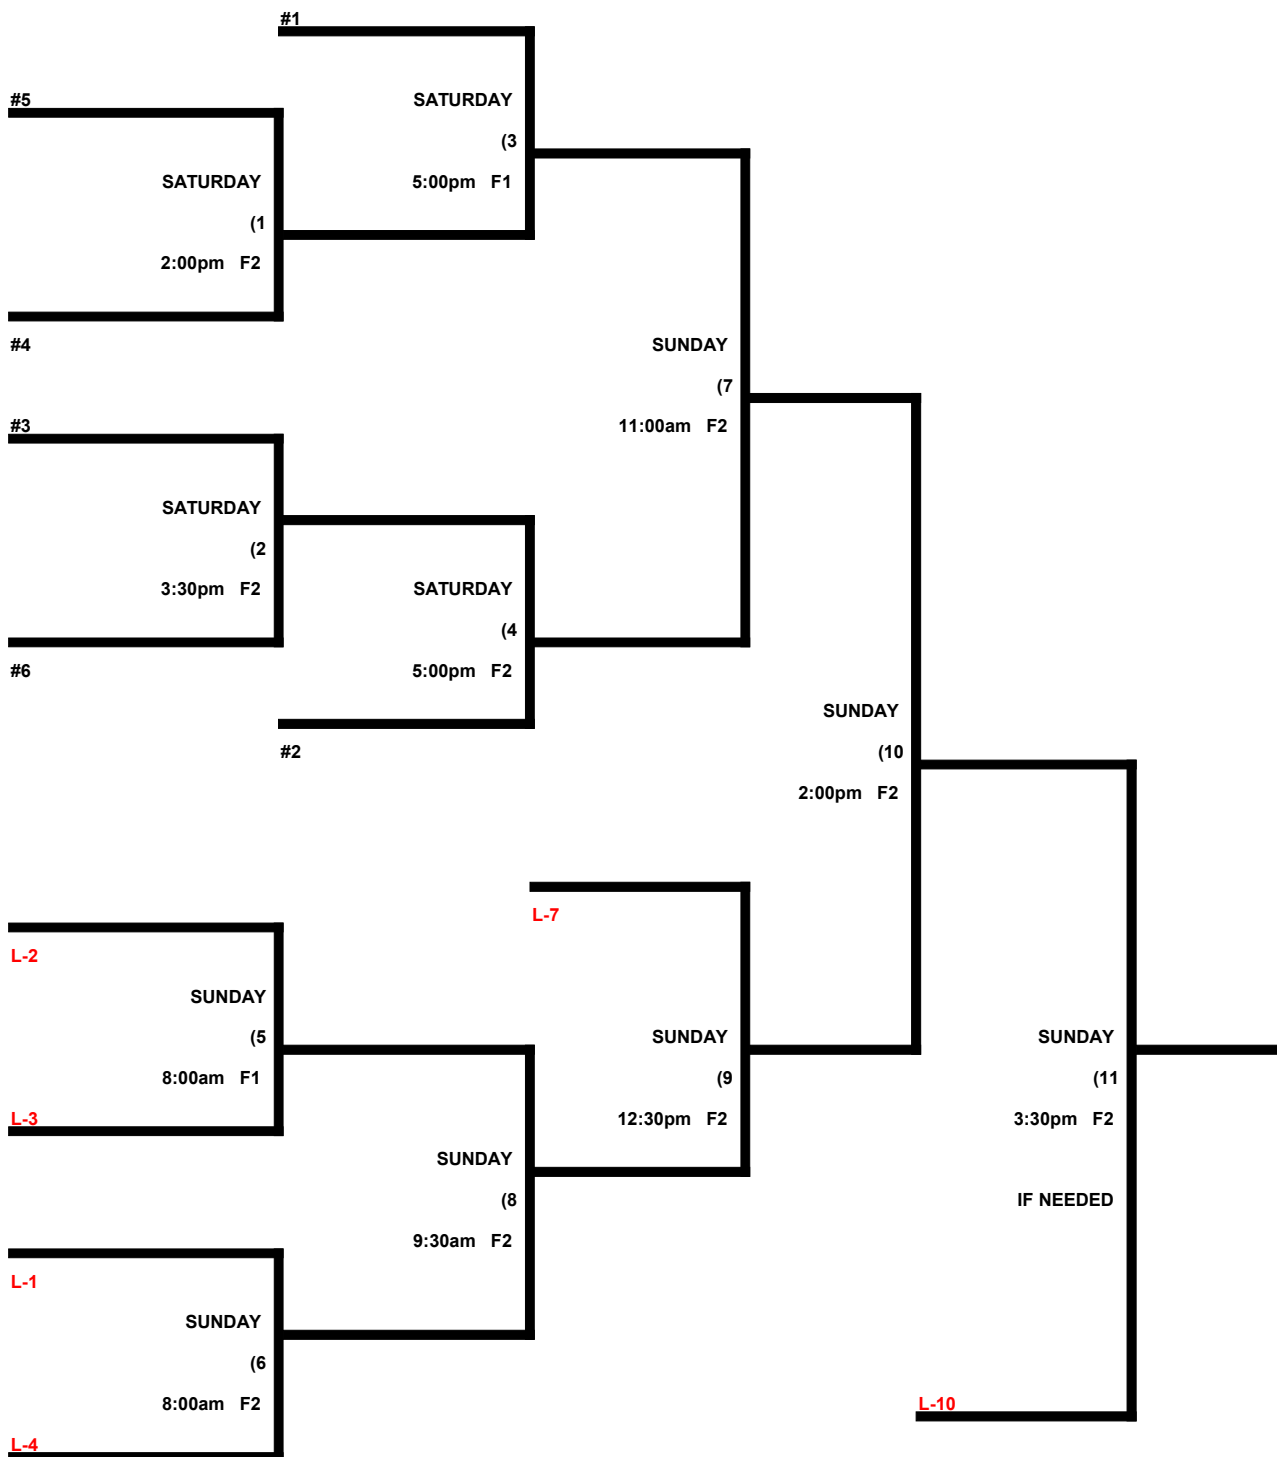 #1
#5
SATURDAY
(3
5:00pm F1
SATURDAY
(1
2:00pm F2
#4
SUNDAY
(7
11:00am F2
#3
SATURDAY
(2
3:30pm F2
SATURDAY
(4
5:00pm F2
#6
#2
SUNDAY
(10
2:00pm F2
L-7
L-2
SUNDAY
(5
8:00am F1
L-3
SUNDAY
(9
12:30pm F2
SUNDAY
(11
3:30pm F2
IF NEEDED
SUNDAY
(8
9:30am F2
L-1
SUNDAY
(6
8:00am F2
L-4
L-10